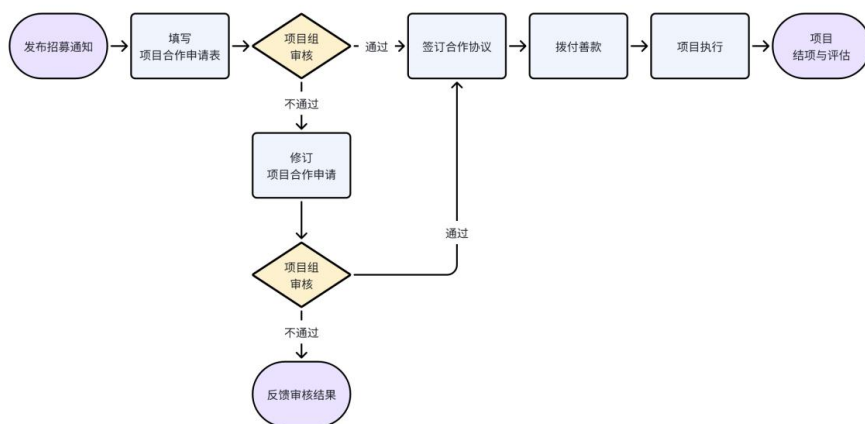 发布招募通知
填写
项目合作申请表
项目组
审核
通过
签订合作协议
拨付善款
项目执行
项目
结项与评估
不通过
修订
项目合作申请
通过
项目组
审核
不通过
反馈审核结果